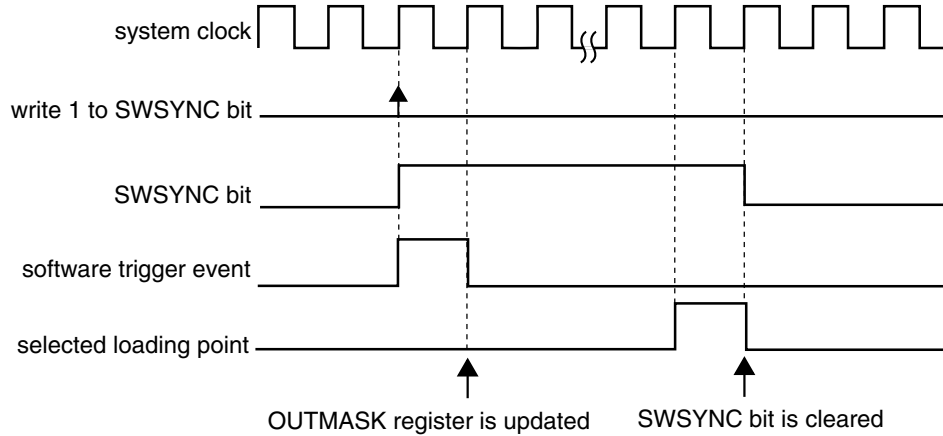 system clock
write 1 to SWSYNC bit
SWSYNC bit
software trigger event
selected loading point
OUTMASK register is updated
SWSYNC bit is cleared